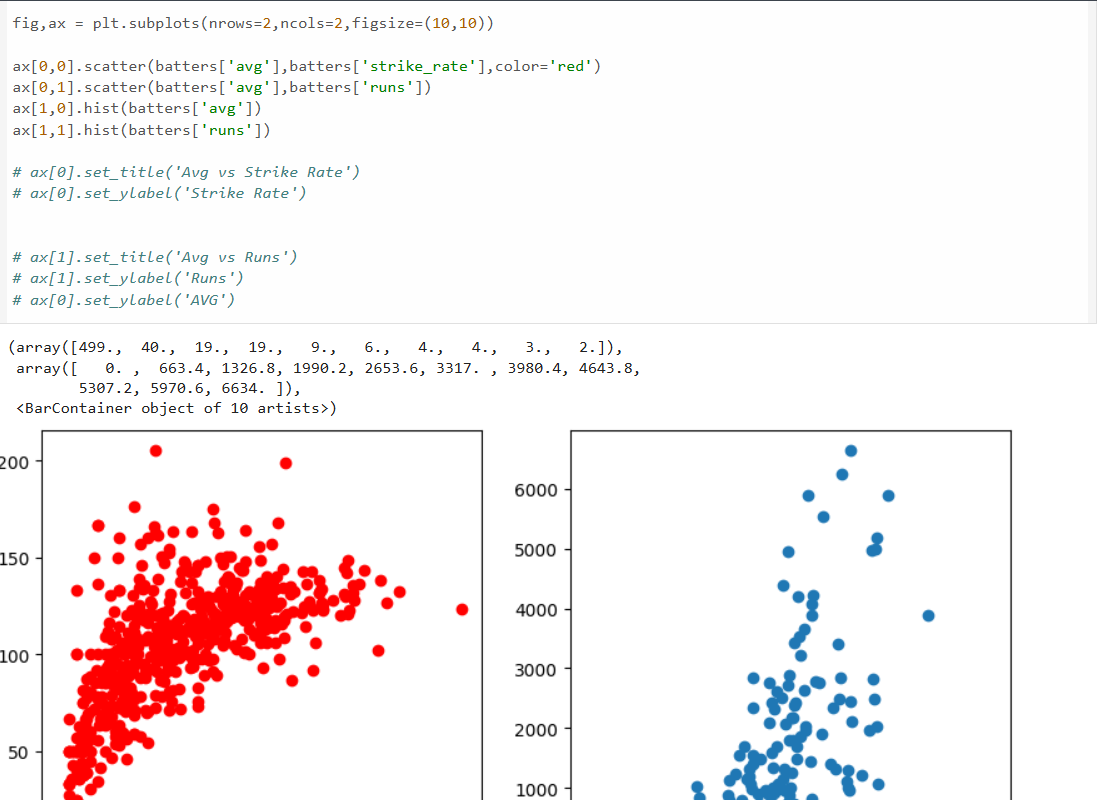 fig,ax = plt.subplots(nrows=2,ncols=2,figsize=(10,10))
ax[0,0].scatter(batters['avg'],batters['strike_rate'],color='red')
ax[0,1].scatter(batters['avg'],batters['runs'])
ax[1,0].hist(batters['avg'])
ax[1,1].hist(batters['runs'])
# ax[0].set_title('Avg vs Strike Rate')
# ax[0].set_ylabel('Strike Rate')
# ax[1].set_title('Avg vs Runs')
# ax[1].set_ylabel('Runs')
# ax[0].set_ylabel('AVG')
(array([499.,  40.,  19.,  19.,   9.,   6.,   4.,   4.,   3.,   2.]),
 array([   0. ,  663.4, 1326.8, 1990.2, 2653.6, 3317. , 3980.4, 4643.8,
        5307.2, 5970.6, 6634. ]),
 <BarContainer object of 10 artists>)
200
150
100
50
6000
5000
4000
3000
2000
1000